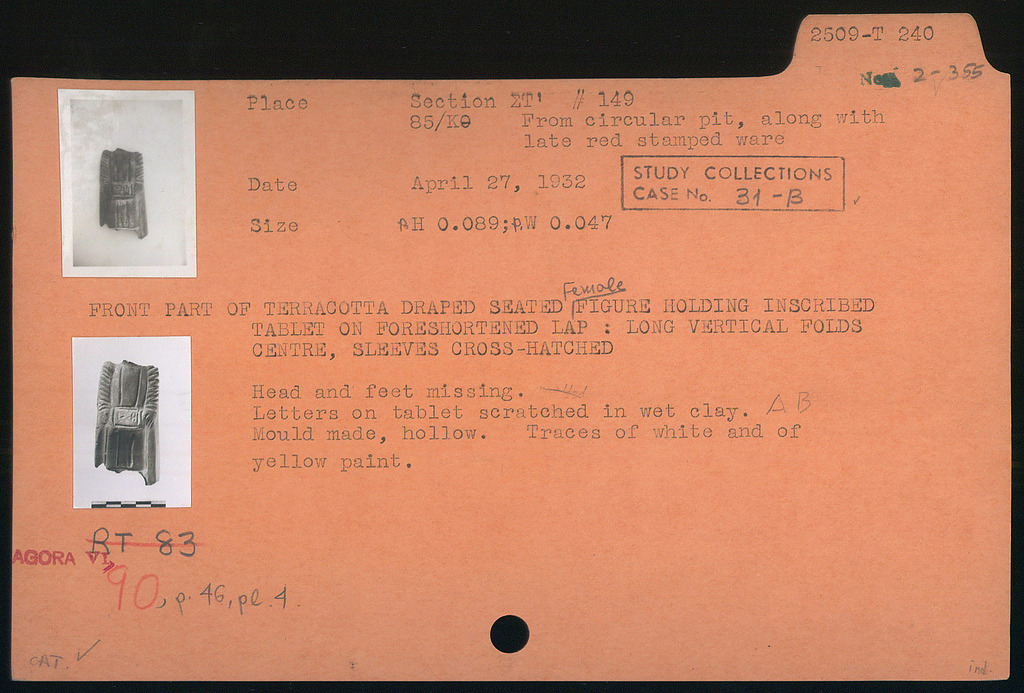 2509-T 240
2-355
Place Section ZT' # 149
85/KΘ From circular pit, along with
late red stamped ware
Date April 27, 1932
STUDY COLLECTIONS
CASE No. 31-B
Size PH 0.089; P.W 0.047
Female
FRONT PART OF TERRACOTTA DRAPED SEATED FIGURE HOLDING INSCRIBED
TABLET ON FORESHORTENED LAP : LONG VERTICAL FOLDS
CENTRE, SLEEVES CROSS-HATCHED
Head and feet missing.
Letters on tablet scratched in wet clay. AB
Mould made, hollow. Traces of white and of
yellow paint.
RT 83
AGORA VI,
90, p. 46, pl. 4.
CAT. ✓
ind.